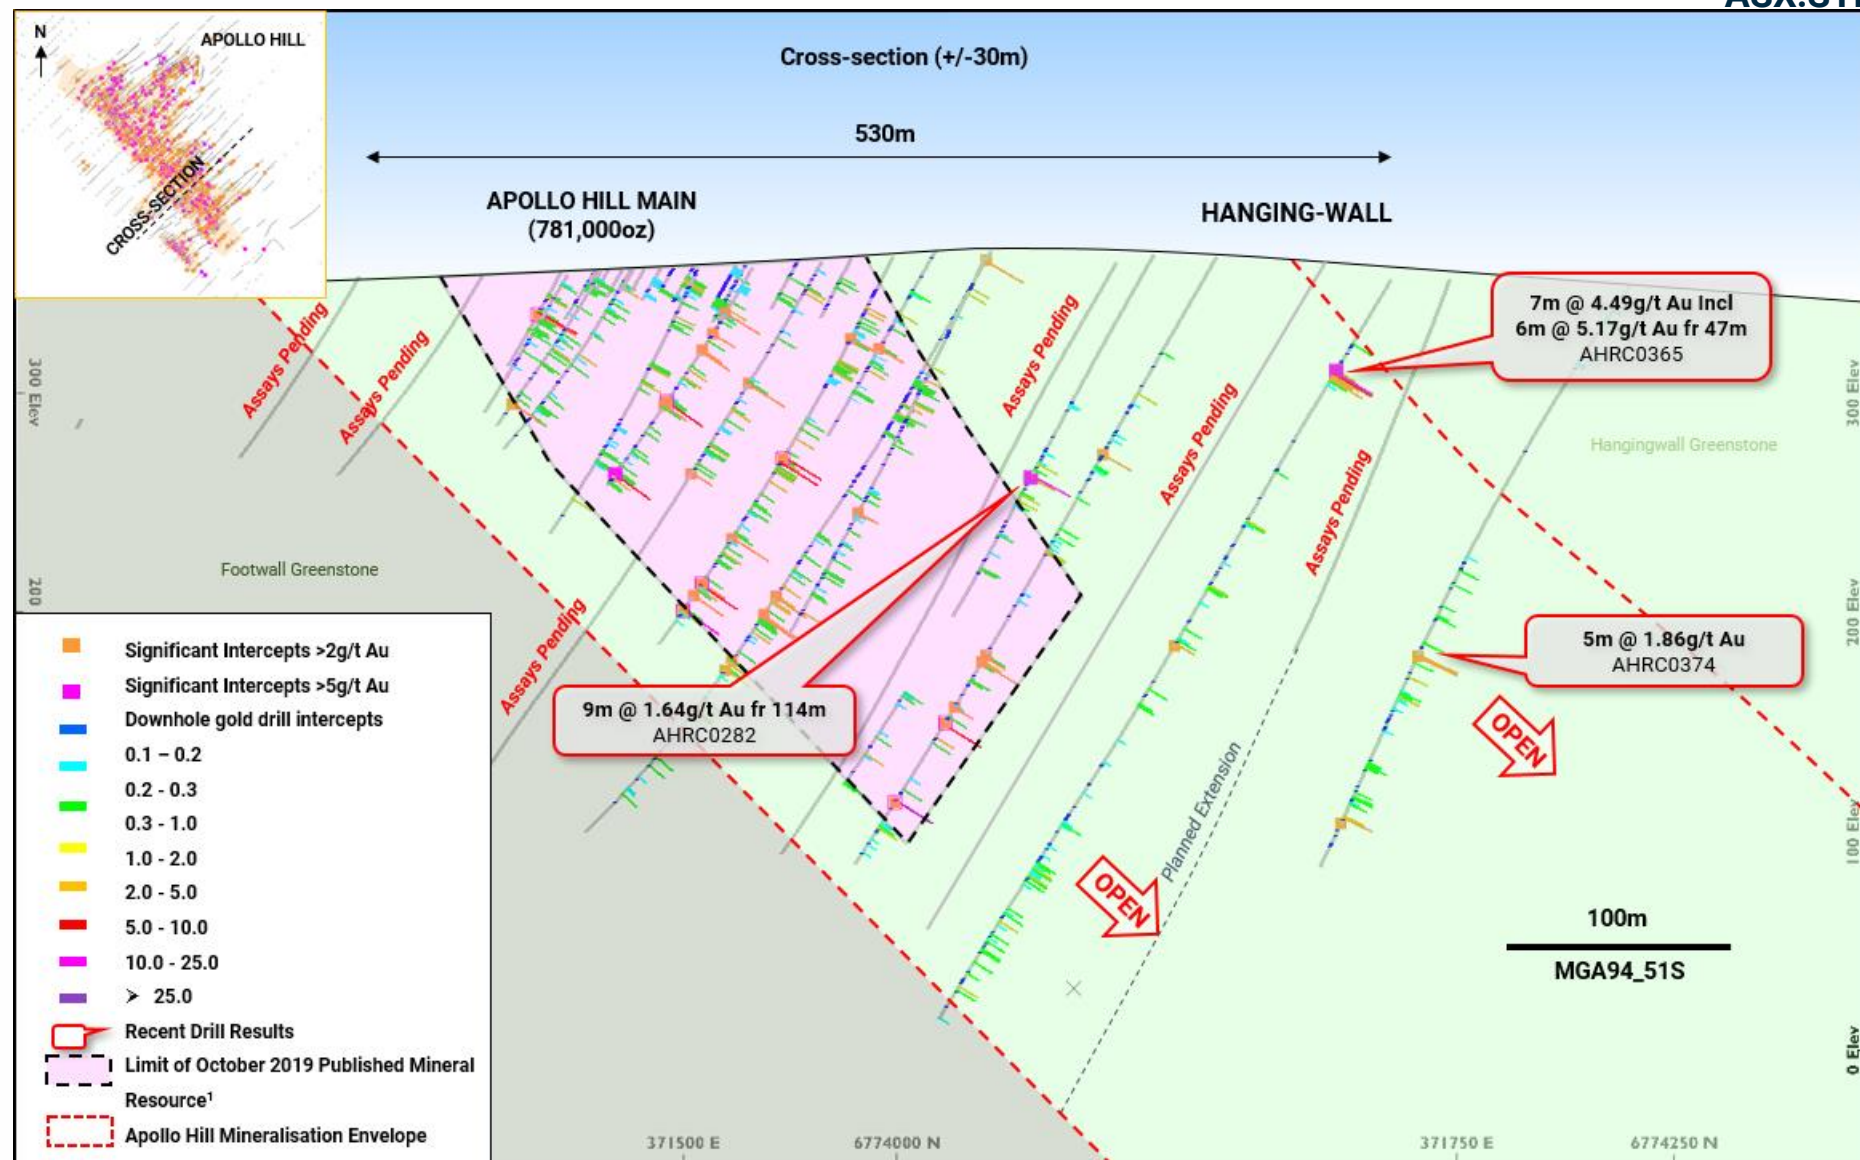 N
APOLLO HILL
CROSS-SECTION
Cross-section (+/-30m)
530m
APOLLO HILL MAIN
(781,000oz)
HANGING-WALL
7m @ 4.49g/t Au Incl
6m @ 5.17g/t Au fr 47m
AHRC0365
Assays Pending
Assays Pending
Assays Pending
Assays Pending
Assays Pending
Assays Pending
300 Elev
300 Elev
Hangingwall Greenstone
Footwall Greenstone
200
200 Elev
5m @ 1.86g/t Au
AHRC0374
9m @ 1.64g/t Au fr 114m
AHRC0282
OPEN
OPEN
Planned Extension
100 Elev
100m
MGA94_51S
0 Elev
Significant Intercepts >2g/t Au
Significant Intercepts >5g/t Au
Downhole gold drill intercepts
0.1 – 0.2
0.2 - 0.3
0.3 - 1.0
1.0 - 2.0
2.0 - 5.0
5.0 - 10.0
10.0 - 25.0
➢ 25.0
Recent Drill Results
Limit of October 2019 Published Mineral
Resource¹
Apollo Hill Mineralisation Envelope
371500 E
6774000 N
371750 E
6774250 N